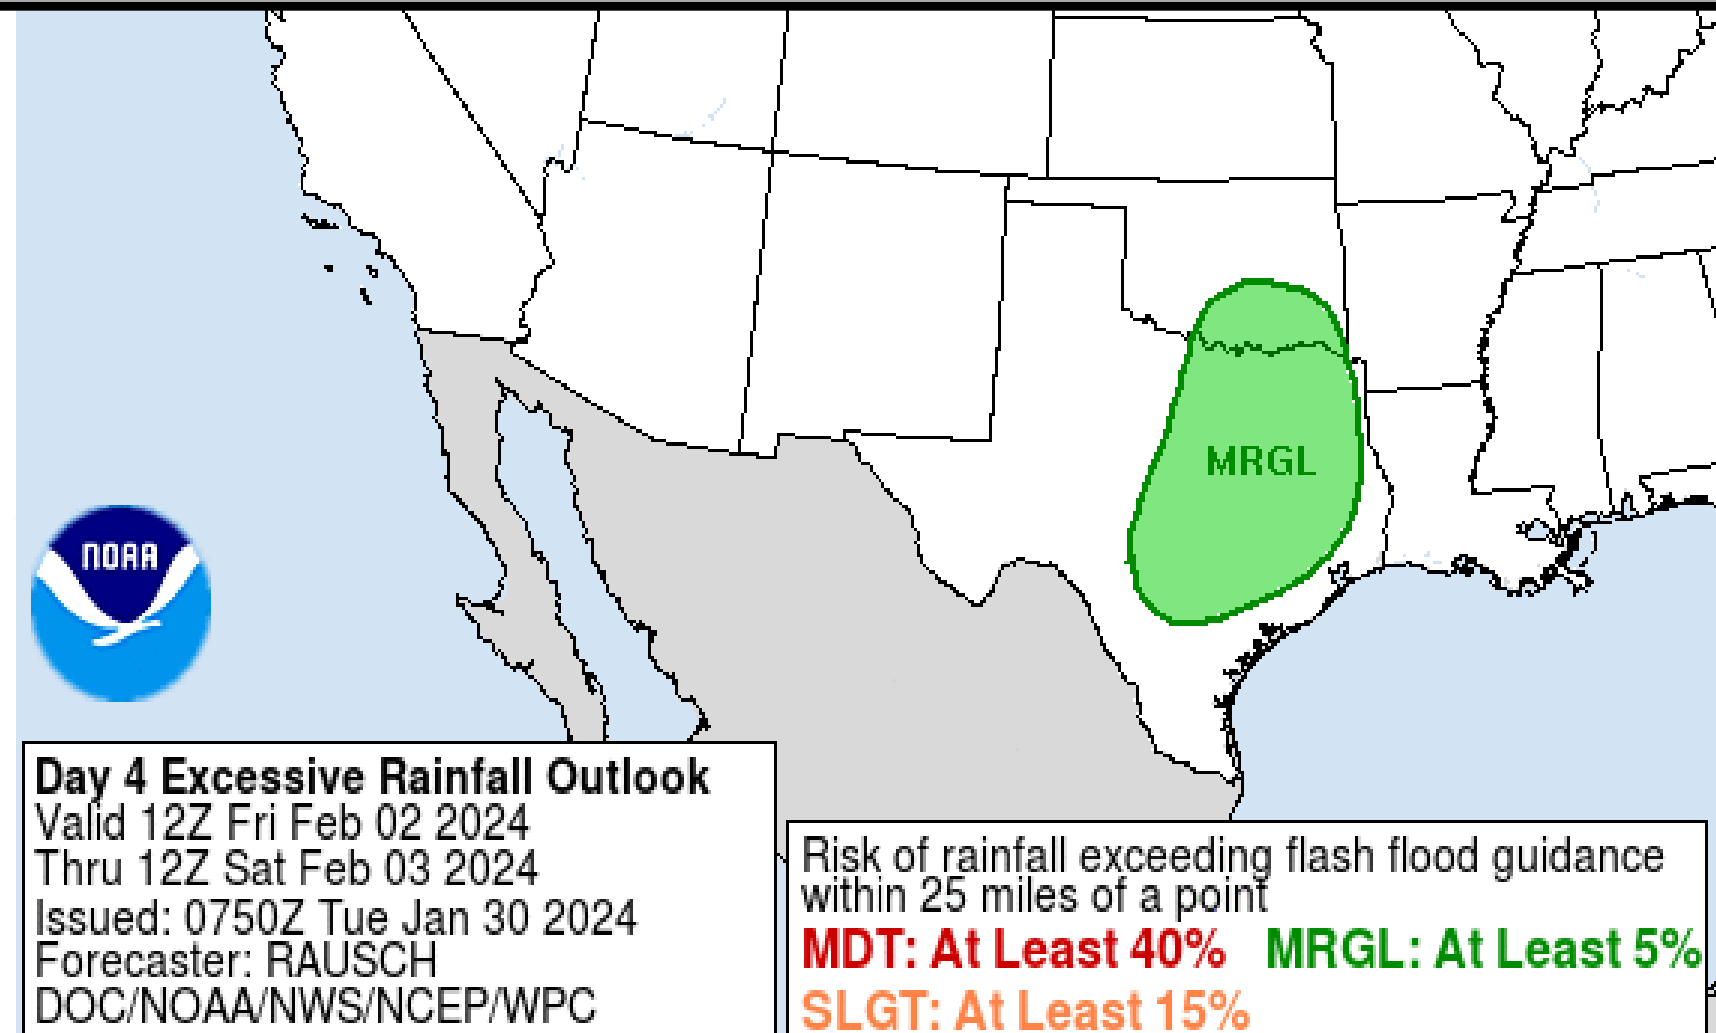 MRGL
NOAA
Day 4 Excessive Rainfall Outlook
Valid 12Z Fri Feb 02 2024
Thru 12Z Sat Feb 03 2024
Issued: 0750Z Tue Jan 30 2024
Forecaster: RAUSCH
DOC/NOAA/NWS/NCEP/WPC
Risk of rainfall exceeding flash flood guidance
within 25 miles of a point
MDT: At Least 40% MRGL: At Least 5%
SLGT: At Least 15%